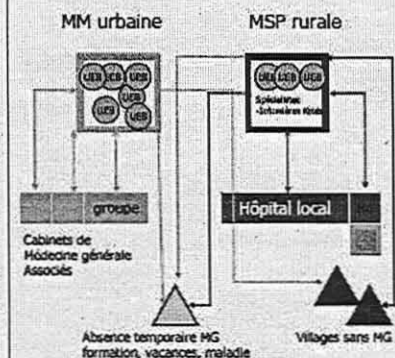 MM urbaine
MSP rurale
UEB UEB UEB
UEB
UEB
UEB
UEB UEB UEB
groupe
Hôpital local
Cabinets de
Médecine générale
Associés
Absence temporaire MG
formation, vacances, maladie
Villages sans MG